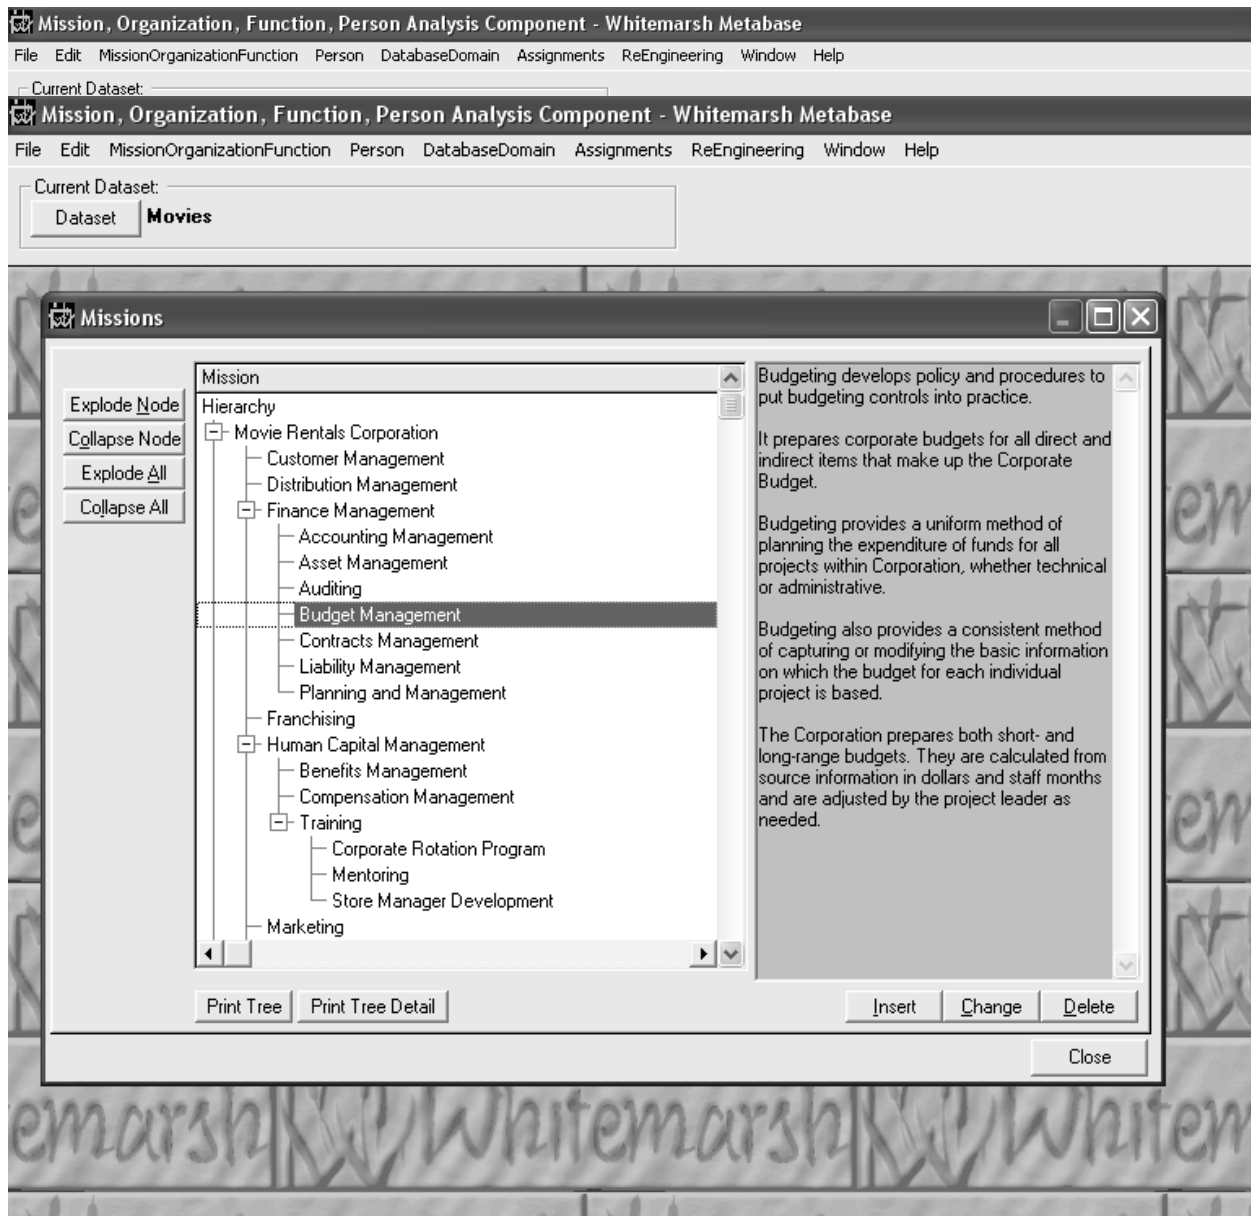 Mission, Organization, Function, Person Analysis Component - Whitemarsh Metabase
File Edit MissionOrganizationFunction Person DatabaseDomain Assignments ReEngineering Window Help
Current Dataset:
Mission, Organization, Function, Person Analysis Component - Whitemarsh Metabase
File Edit MissionOrganizationFunction Person DatabaseDomain Assignments ReEngineering Window Help
Current Dataset:
Dataset Movies
Missions
Explode Node
Collapse Node
Explode All
Collapse All
Mission
Hierarchy
Movie Rentals Corporation
Customer Management
Distribution Management
Finance Management
Accounting Management
Asset Management
Auditing
Budget Management
Contracts Management
Liability Management
Planning and Management
Franchising
Human Capital Management
Benefits Management
Compensation Management
Training
Corporate Rotation Program
Mentoring
Store Manager Development
Marketing
Budgeting develops policy and procedures to
put budgeting controls into practice.
It prepares corporate budgets for all direct and
indirect items that make up the Corporate
Budget.
Budgeting provides a uniform method of
planning the expenditure of funds for all
projects within Corporation, whether technical
or administrative.
Budgeting also provides a consistent method
of capturing or modifying the basic information
on which the budget for each individual
project is based.
The Corporation prepares both short- and
long-range budgets. They are calculated from
source information in dollars and staff months
and are adjusted by the project leader as
needed.
Print Tree Print Tree Detail Insert Change Delete
Close
emarsh Whitemarsh Whitem